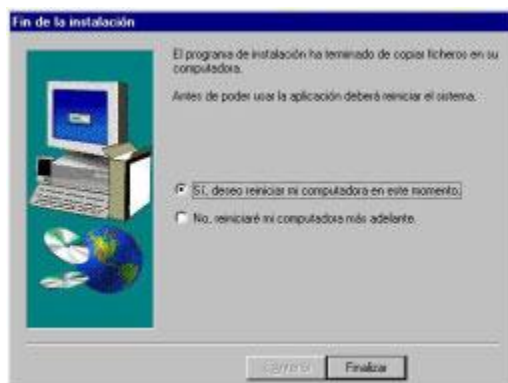 Fin de la instalación
El programa de instalación ha terminado de copiar ficheros en su
computadora.
Antes de poder usar la aplicación deberá reiniciar el sistema.
Sí, deseo reiniciar mi computadora en este momento.
No, reiniciaré mi computadora más adelante.
Finalizar